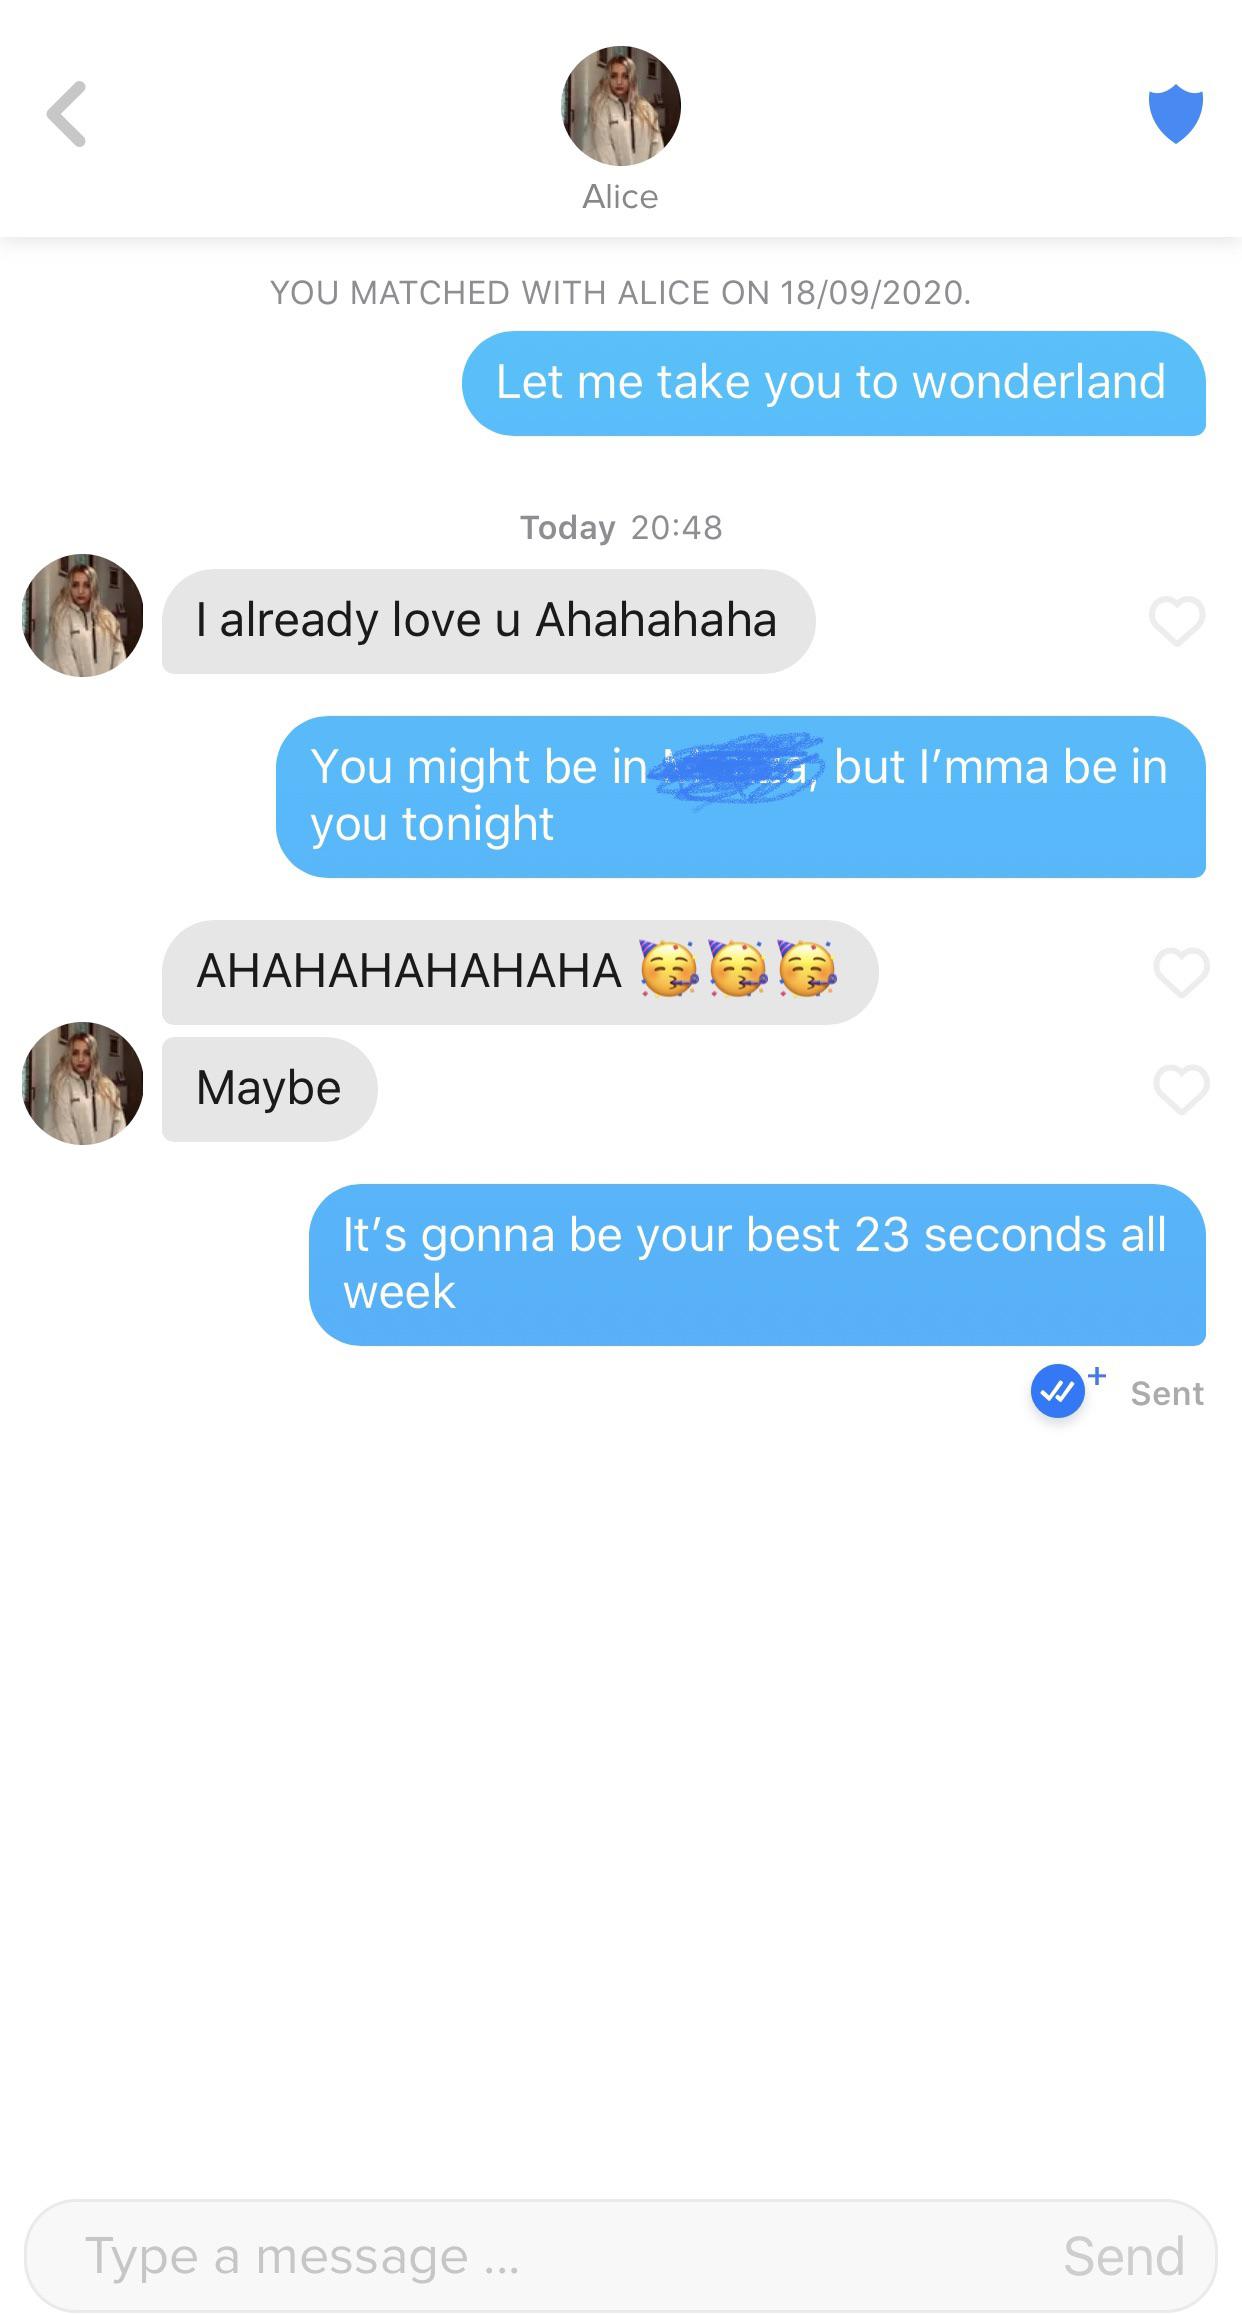 Alice
YOU MATCHED WITH ALICE ON 18/09/2020.
Let me take you to wonderland
Today 20:48
I already love u Ahahahaha
You might be in , but I’mma be in
you tonight
AHAHAHAHAHAHA 🥳🥳🥳
Maybe
It’s gonna be your best 23 seconds all
week
Sent
Type a message ...
Send